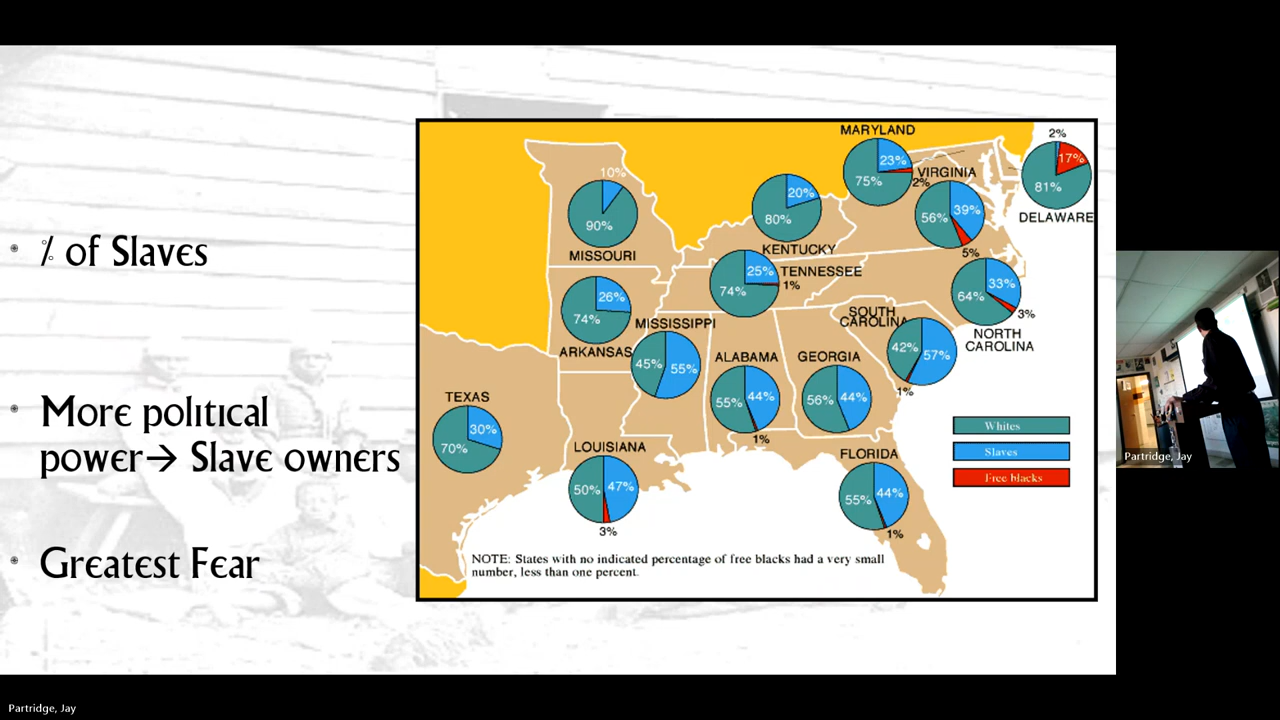 % of Slaves
More political
power→ Slave owners
Greatest Fear
MARYLAND
23%
75%
2%
VIRGINIA
39%
56%
5%
2%
17%
81%
DELAWARE
10%
90%
MISSOURI
20%
80%
KENTUCKY
25%
TENNESSEE
74%
1%
33%
64%
3%
NORTH
CAROLINA
26%
74%
ARKANSAS
MISSISSIPPI
45%
55%
ALABAMA
44%
55%
1%
GEORGIA
44%
56%
SOUTH
CAROLINA
42%
57%
1%
TEXAS
30%
70%
LOUISIANA
50%
47%
3%
FLORIDA
44%
55%
1%
Whites
Slaves
Free blacks
NOTE: States with no indicated percentage of free blacks had a very small
number, less than one percent.
Partridge, Jay
Partridge, Jay